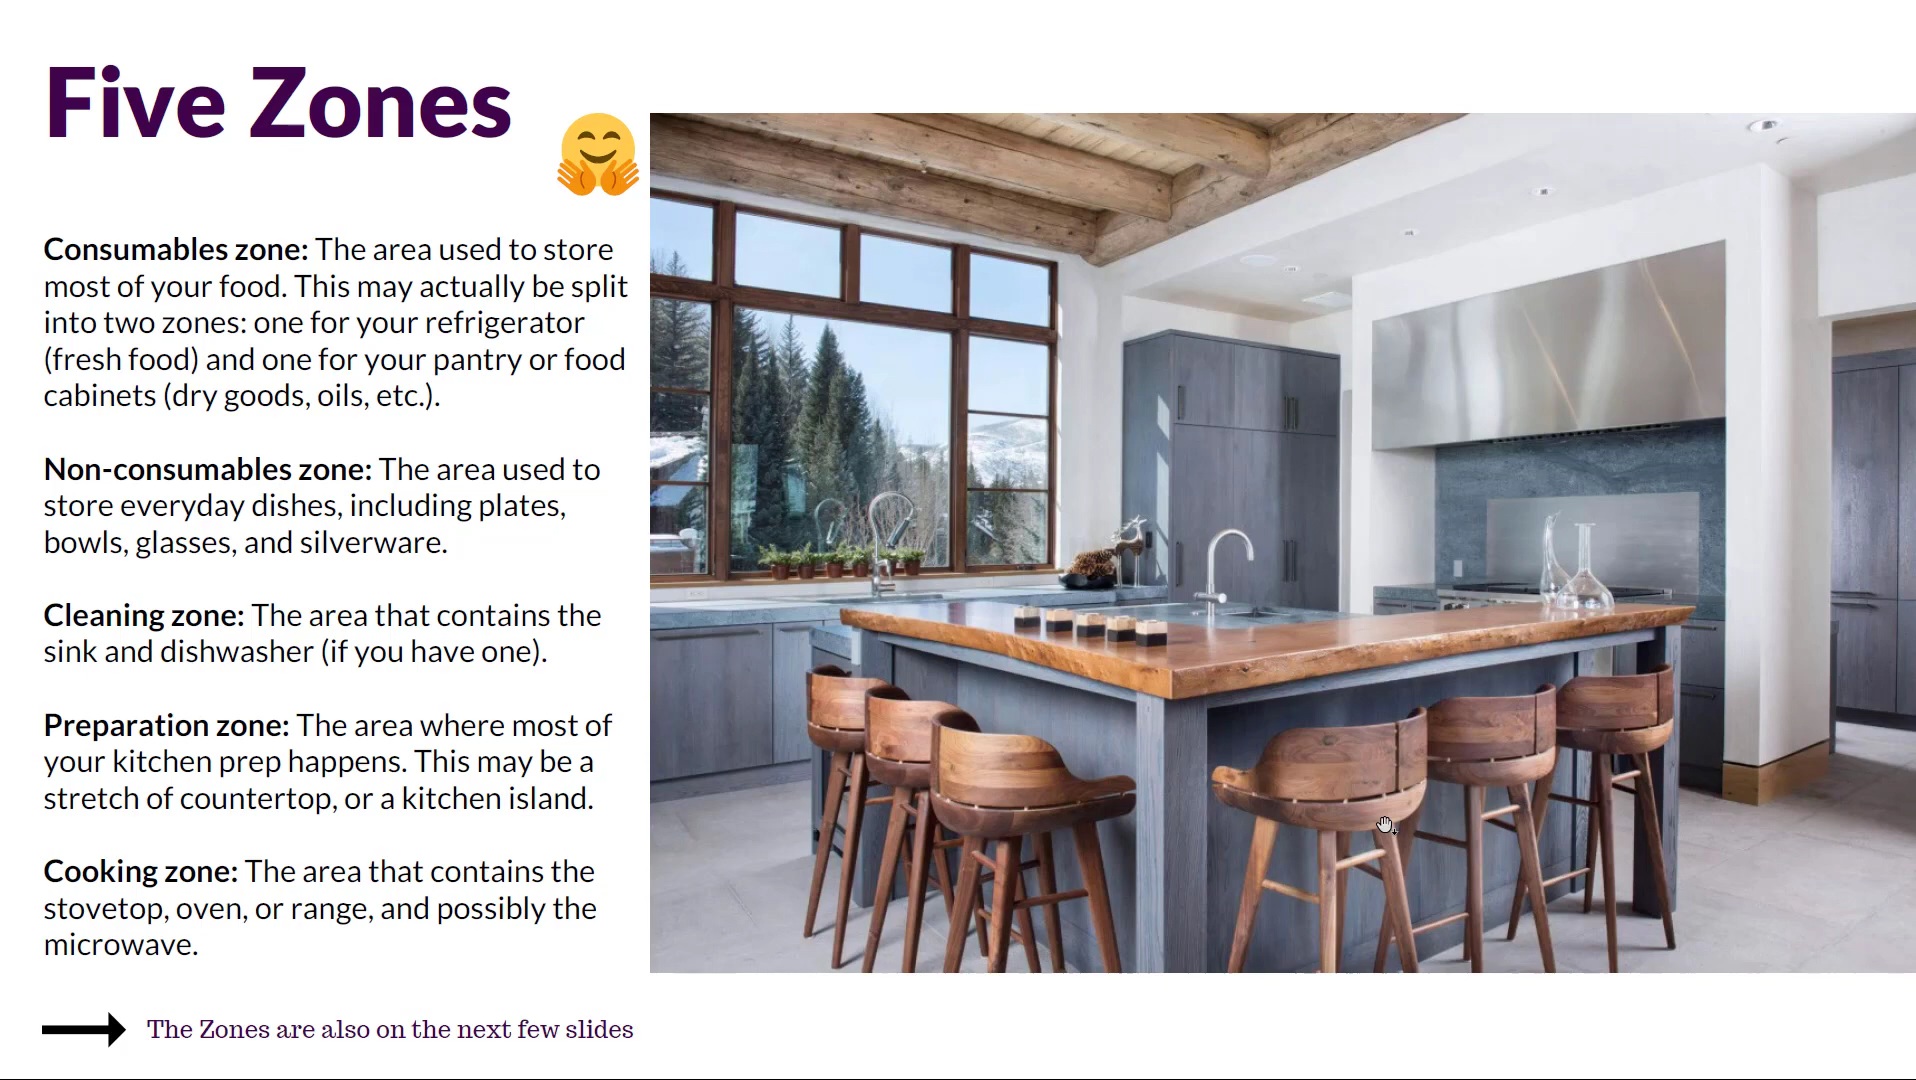 Five Zones
Consumables zone: The area used to store
most of your food. This may actually be split
into two zones: one for your refrigerator
(fresh food) and one for your pantry or food
cabinets (dry goods, oils, etc.).
Non-consumables zone: The area used to
store everyday dishes, including plates,
bowls, glasses, and silverware.
Cleaning zone: The area that contains the
sink and dishwasher (if you have one).
Preparation zone: The area where most of
your kitchen prep happens. This may be a
stretch of countertop, or a kitchen island.
Cooking zone: The area that contains the
stovetop, oven, or range, and possibly the
microwave.
The Zones are also on the next few slides